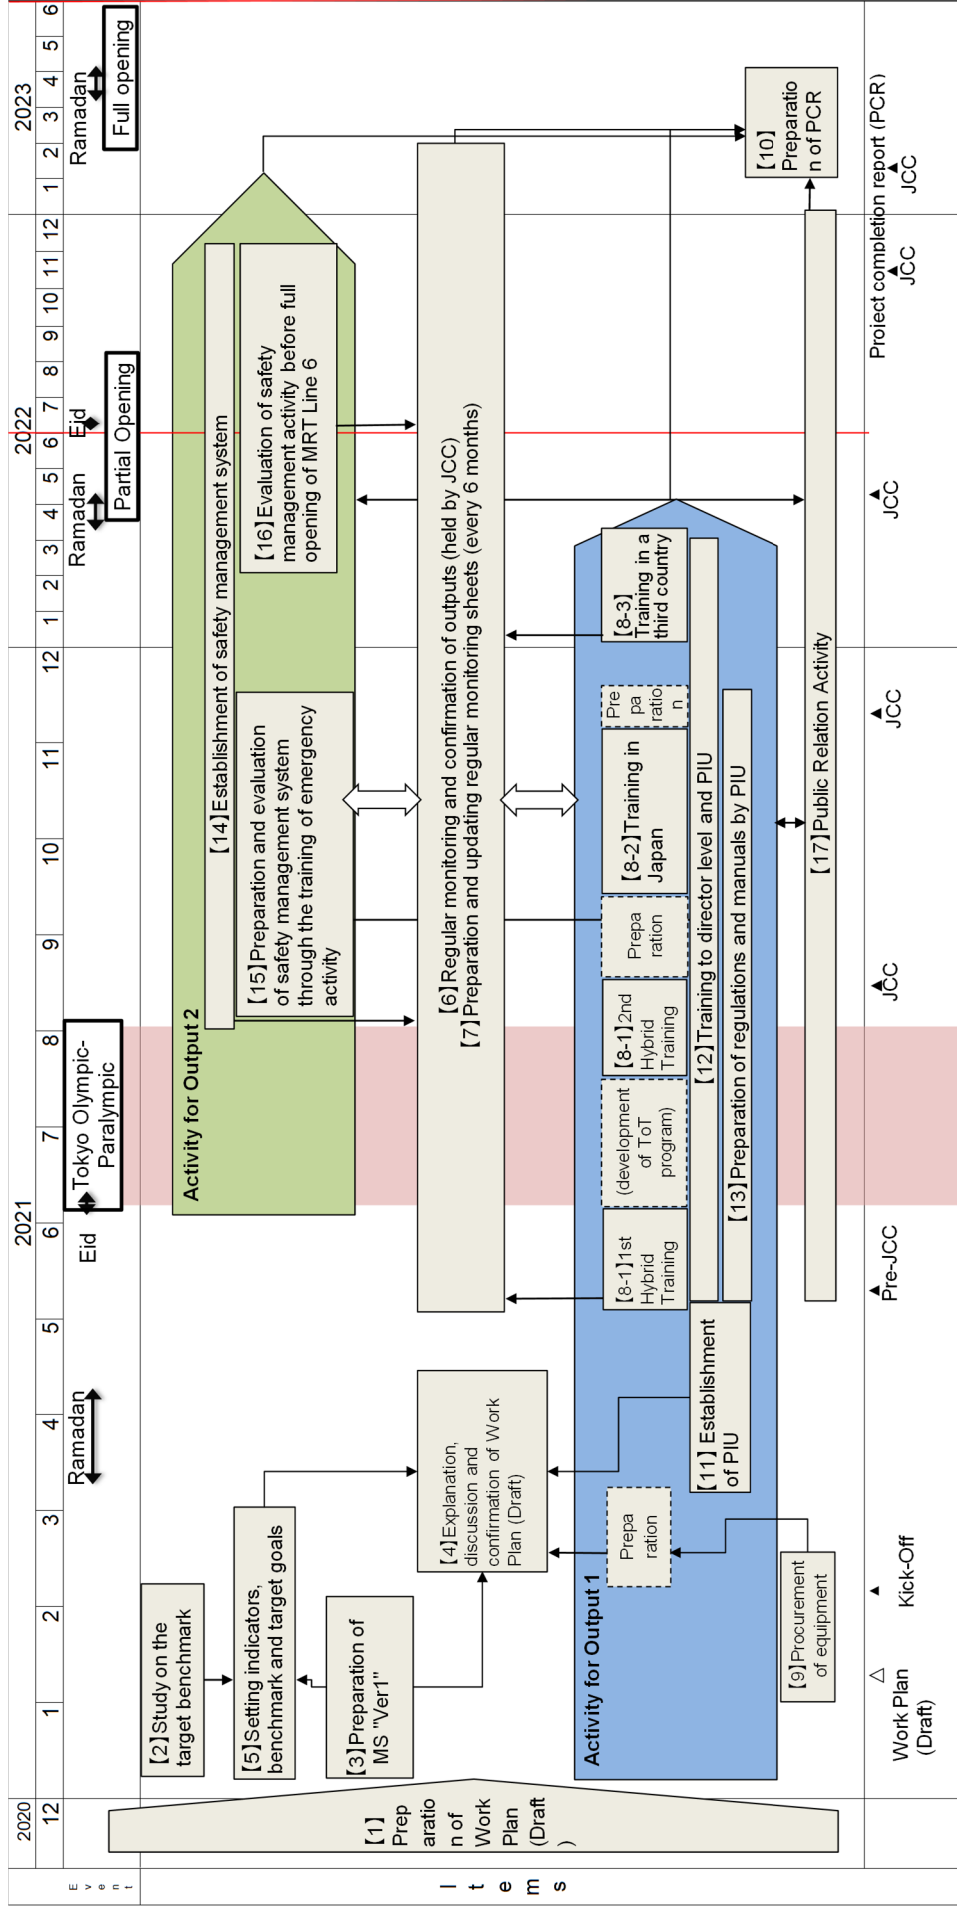 2020
2021
2022
2023
12
1
2
3
4
5
6
7
8
9
10
11
12
1
2
3
4
5
6
7
8
9
10
11
12
1
2
3
4
5
6
Event
Ramadan
Eid
Tokyo Olympic-
Paralympic
Ramadan
Eid
Partial Opening
Ramadan
Full opening
Items
【1】
Prep
aratio
n of
Work
Plan
(Draft
)
【2】Study on the
target benchmark
【5】Setting indicators,
benchmark and target goals
【3】Preparation of
MS "Ver1"
【4】Explanation,
discussion and
confirmation of Work
Plan (Draft)
Activity for Output 2
【14】Establishment of safety management system
【15】Preparation and evaluation
of safety management system
through the training of emergency
activity
【16】Evaluation of safety
management activity before full
opening of MRT Line 6
【6】Regular monitoring and confirmation of outputs (held by JCC)
【7】Preparation and updating regular monitoring sheets (every 6 months)
Activity for Output 1
Prepa
ration
【8-1】1st
Hybrid
Training
(development
of ToT
program)
【8-1】2nd
Hybrid
Training
Prepa
ration
【8-2】Training in
Japan
Pre
pa
ratio
n
【8-3】
Training in a
third country
【11】 Establishment
of PIU
【12】Training to director level and PIU
【13】Preparation of regulations and manuals by PIU
【9】Procurement
of equipment
【17】Public Relation Activity
【10】
Preparatio
n of PCR
Work Plan
(Draft)
△
▲
Kick-Off
▲
Pre-JCC
▲
JCC
▲
JCC
▲
JCC
Project completion report (PCR)
▲
JCC
▲
JCC